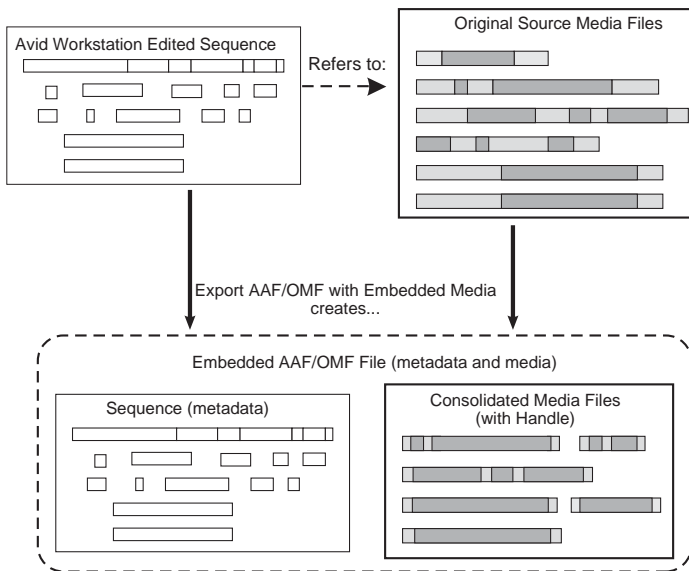 Avid Workstation Edited Sequence
Refers to:
Original Source Media Files
Export AAF/OMF with Embedded Media
creates...
Embedded AAF/OMF File (metadata and media)
Sequence (metadata)
Consolidated Media Files
(with Handle)